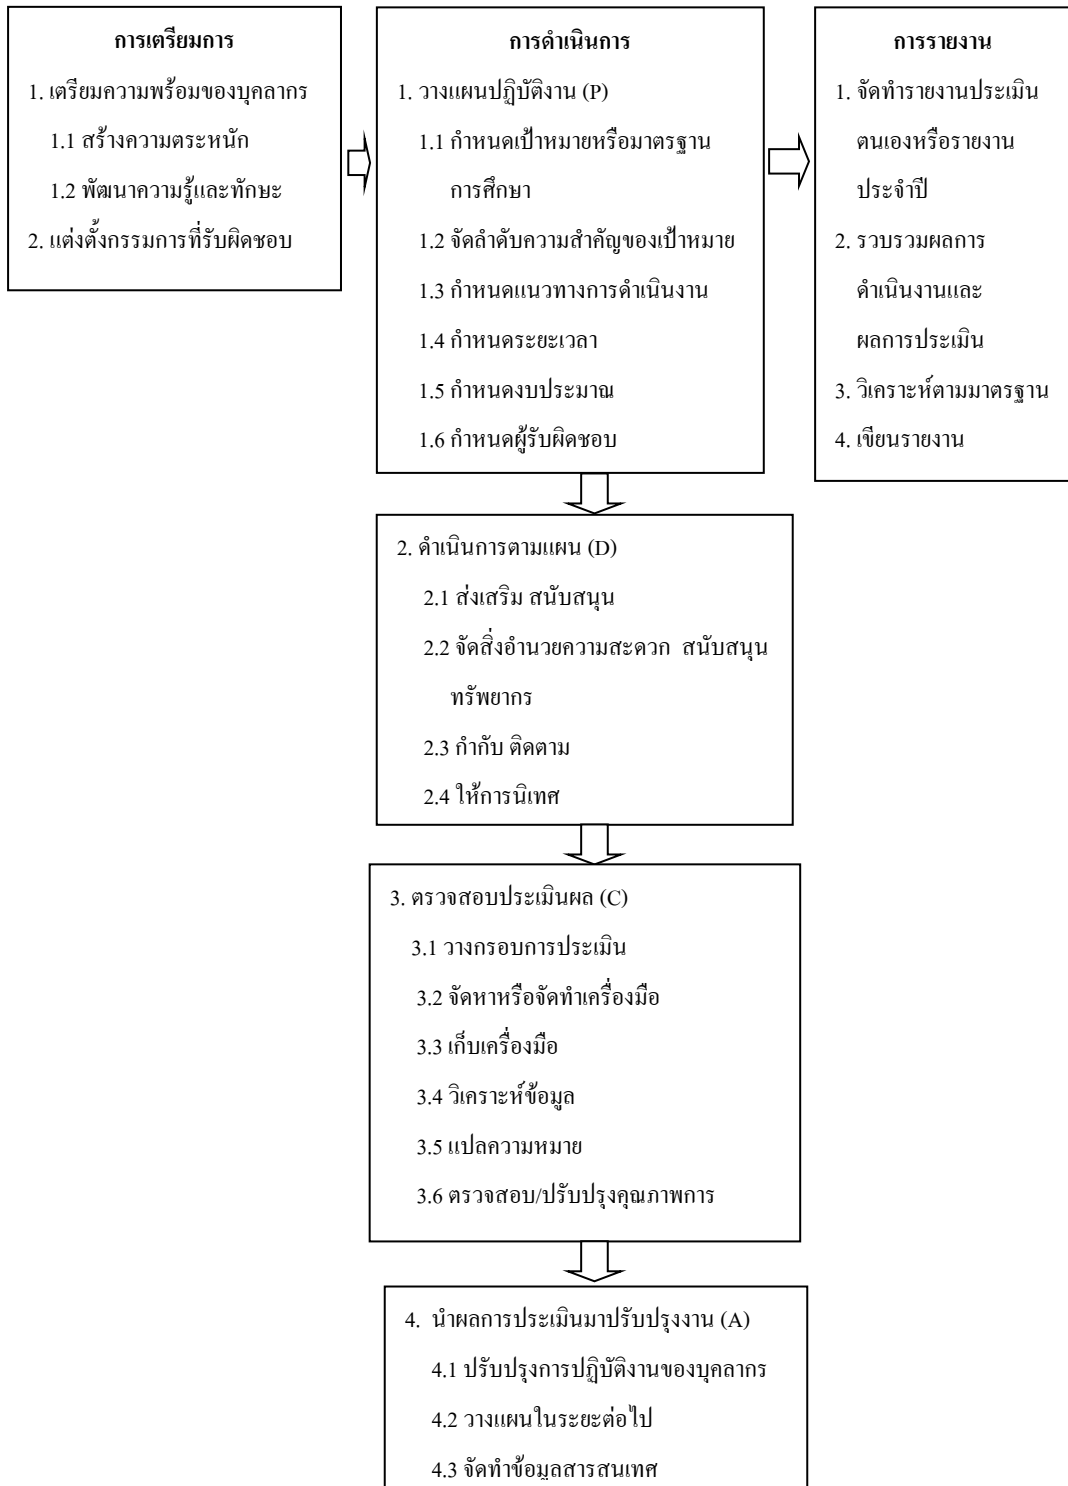 การเตรียมการ
1. เตรียมความพร้อมของบุคลากร
1.1 สร้างความตระหนัก
1.2 พัฒนาความรู้และทักษะ
2. แต่งตั้งกรรมการที่รับผิดชอบ
การดำเนินการ
1. วางแผนปฏิบัติงาน (P)
1.1 กำหนดเป้าหมายหรือมาตรฐาน
การศึกษา
1.2 จัดลำดับความสำคัญของเป้าหมาย
1.3 กำหนดแนวทางการดำเนินงาน
1.4 กำหนดระยะเวลา
1.5 กำหนดงบประมาณ
1.6 กำหนดผู้รับผิดชอบ
การรายงาน
1. จัดทำรายงานประเมิน
ตนเองหรือรายงาน
ประจำปี
2. รวบรวมผลการ
ดำเนินงานและ
ผลการประเมิน
3. วิเคราะห์ตามมาตรฐาน
4. เขียนรายงาน
2. ดำเนินการตามแผน (D)
2.1 ส่งเสริม สนับสนุน
2.2 จัดสิ่งอำนวยความสะดวก สนับสนุน
ทรัพยากร
2.3 กำกับ ติดตาม
2.4 ให้การนิเทศ
3. ตรวจสอบประเมินผล (C)
3.1 วางกรอบการประเมิน
3.2 จัดหาหรือจัดทำเครื่องมือ
3.3 เก็บเครื่องมือ
3.4 วิเคราะห์ข้อมูล
3.5 แปลความหมาย
3.6 ตรวจสอบ/ปรับปรุงคุณภาพการ
4. นำผลการประเมินมาปรับปรุงงาน (A)
4.1 ปรับปรุงการปฏิบัติงานของบุคลากร
4.2 วางแผนในระยะต่อไป
4.3 จัดทำข้อมูลสารสนเทศ